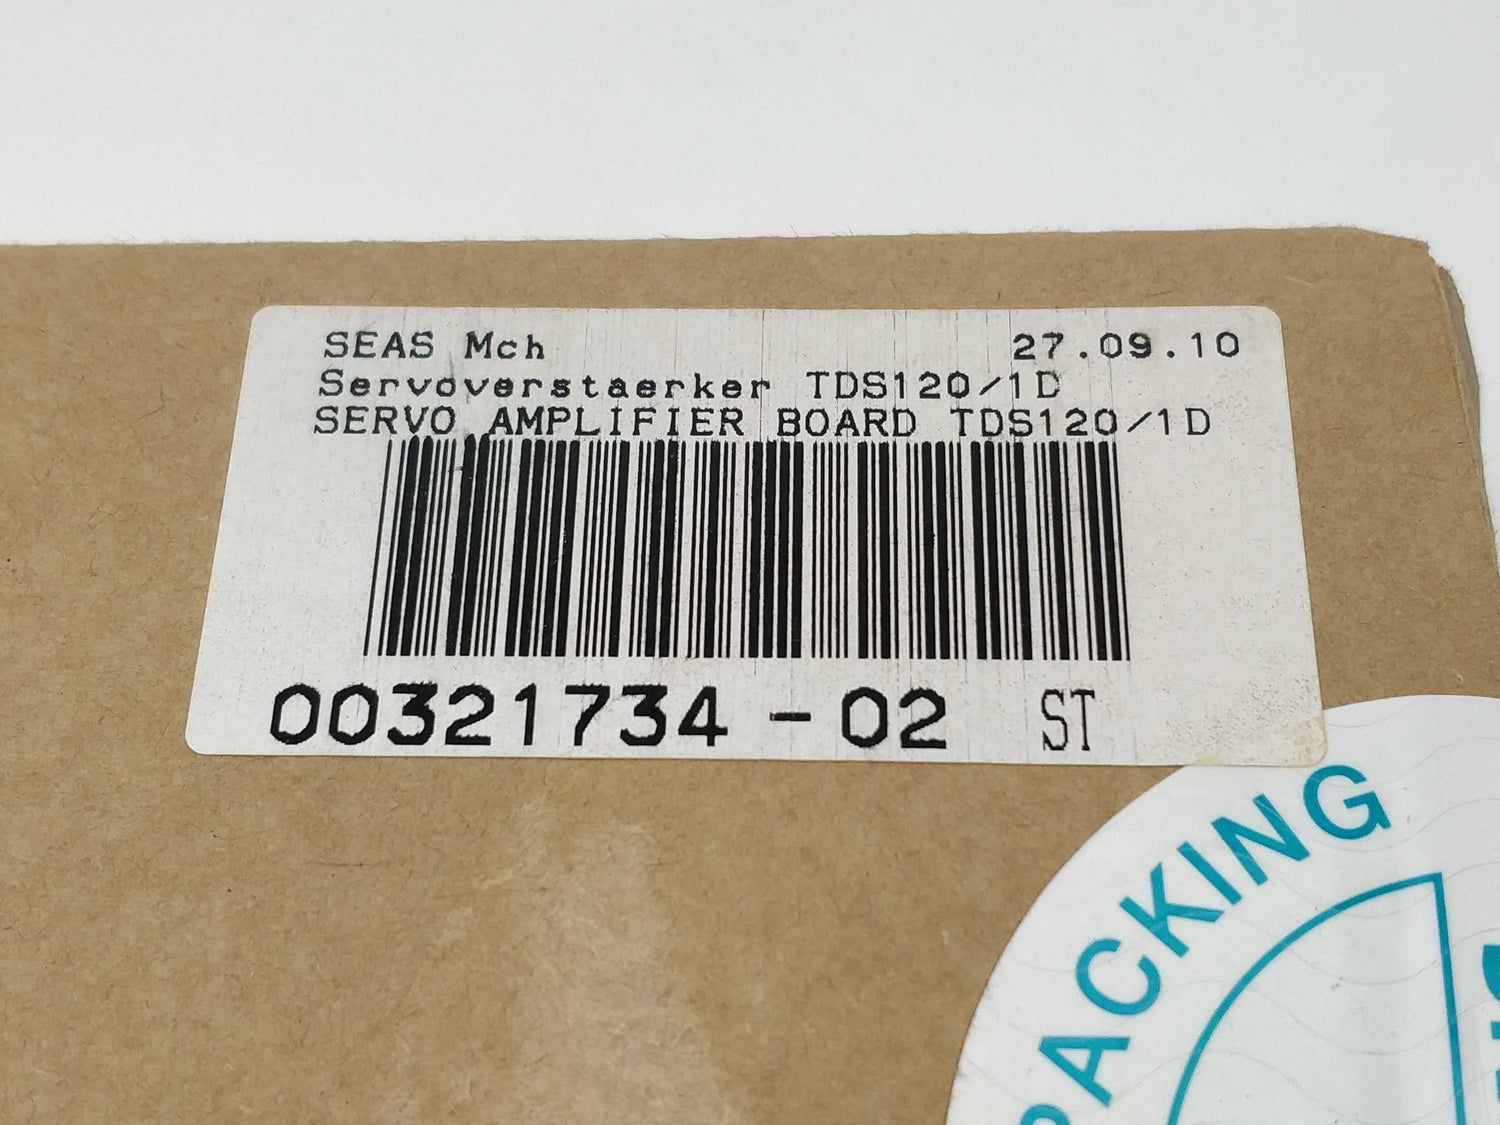 SEAS Mch 27.09.10
Servoverstaerker TDS120/1D
SERVO AMPLIFIER BOARD TDS120/1D
00321734-02 ST
PACKING